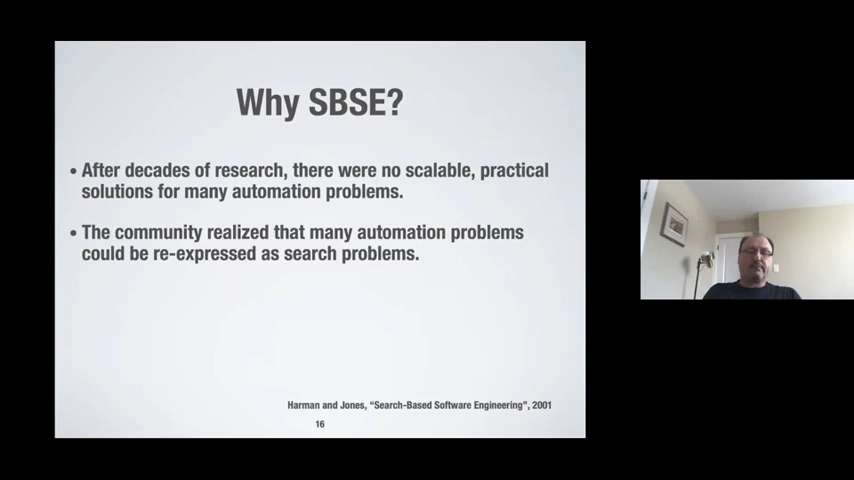 Why SBSE?
• After decades of research, there were no scalable, practical
solutions for many automation problems.
• The community realized that many automation problems
could be re-expressed as search problems.
Harman and Jones, “Search-Based Software Engineering”, 2001
16